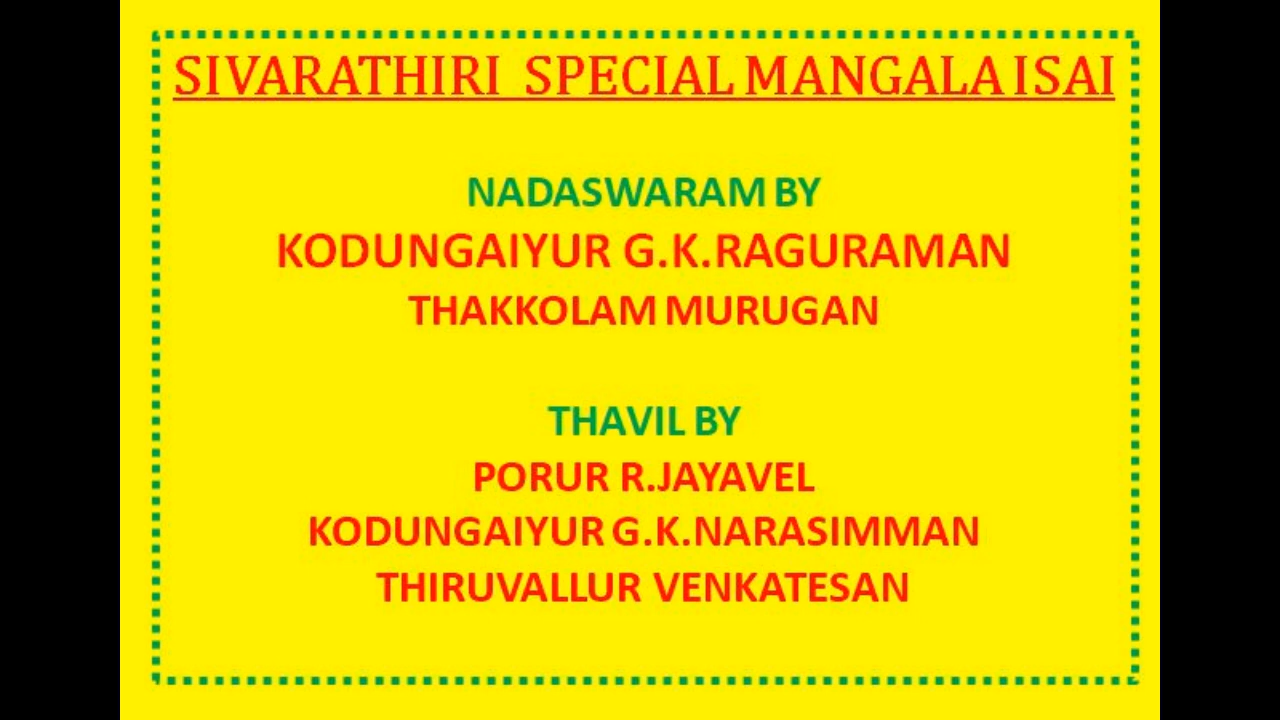 SIVARATHIRI SPECIAL MANGALA ISAI
NADASWARAM BY
KODUNGAIYUR G.K.RAGURAMAN
THAKKOLAM MURUGAN
THAVIL BY
PORUR R.JAYAVEL
KODUNGAIYUR G.K.NARASIMMAN
THIRUVALLUR VENKATESAN